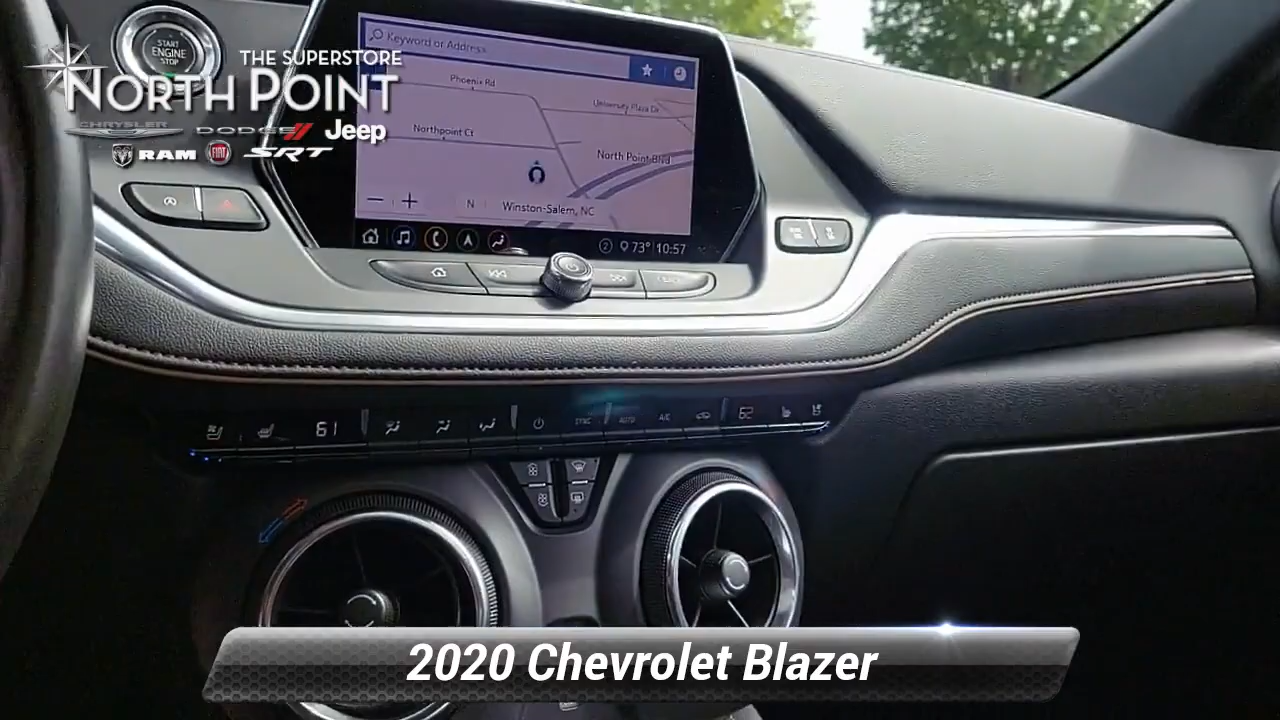 START
ENGINE
STOP
THE SUPERSTORE
NORTH POINT
CHRYSLER DODGE Jeep
RAM FIAT SRT
Keyword or Address
Phoenix Rd
University Plaza Dr
Northpoint Ct
North Point Blvd
N Winston-Salem, NC
2 73° 10:57
61 SYNC AUTO A/C 62
2020 Chevrolet Blazer